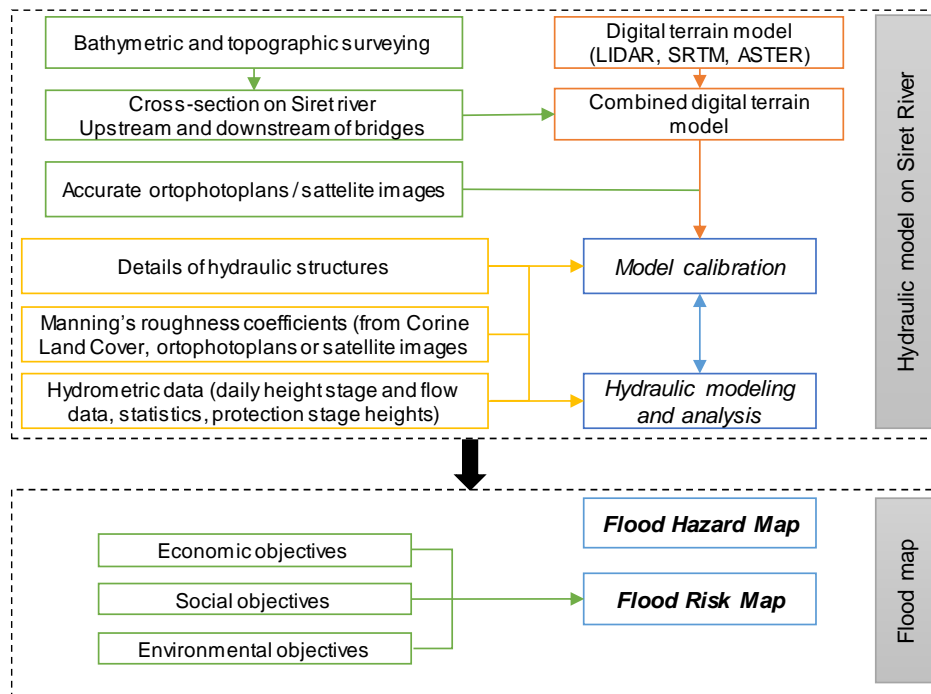 Bathymetric and topographic surveying
Digital terrain model
(LIDAR, SRTM, ASTER)
Cross-section on Siret river
Upstream and downstream of bridges
Combined digital terrain
model
Accurate ortophotoplans / sattelite images
Details of hydraulic structures
Model calibration
Manning's roughness coefficients (from Corine
Land Cover, ortophotoplans or satellite images
Hydrometric data (daily height stage and flow
data, statistics, protection stage heights)
Hydraulic modeling
and analysis
Hydraulic model on Siret River
Flood Hazard Map
Economic objectives
Social objectives
Flood Risk Map
Environmental objectives
Flood map